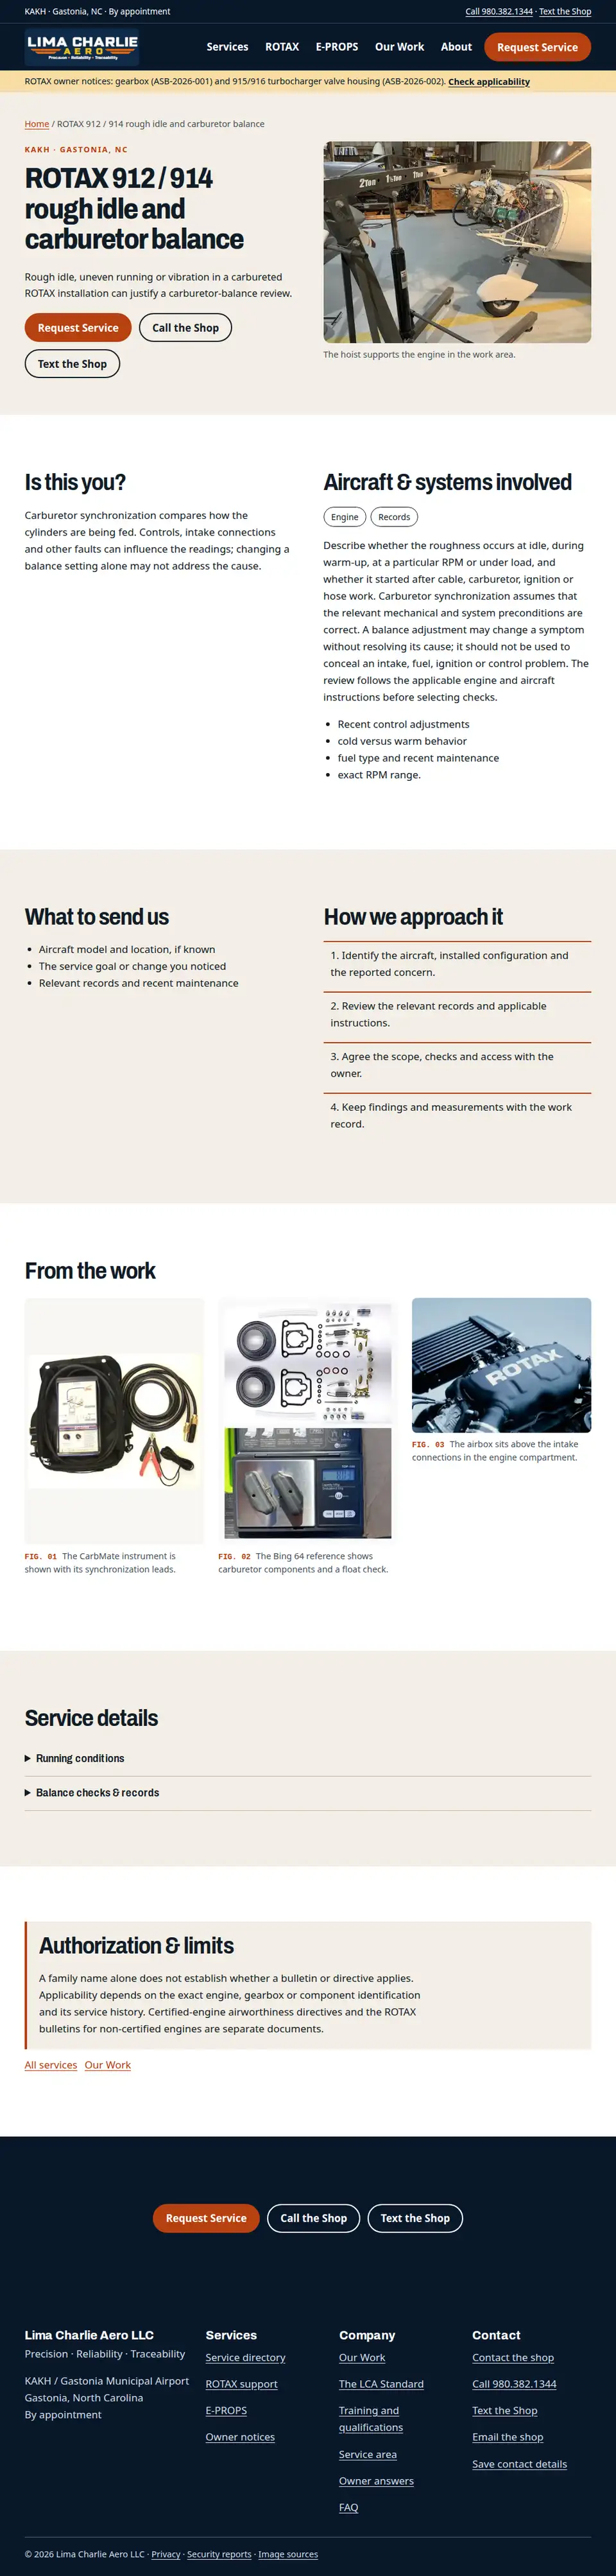 KAKH · Gastonia, NC · By appointment
Call 980.382.1344 · Text the Shop
LIMA CHARLIE
AERO
Precision · Reliability · Traceability
Services
ROTAX
E-PROPS
Our Work
About
Request Service
ROTAX owner notices: gearbox (ASB-2026-001) and 915/916 turbocharger valve housing (ASB-2026-002). Check applicability
Home / ROTAX 912 / 914 rough idle and carburetor balance
KAKH · GASTONIA, NC
ROTAX 912 / 914
rough idle and
carburetor balance
Rough idle, uneven running or vibration in a carbureted
ROTAX installation can justify a carburetor-balance review.
Request Service
Call the Shop
Text the Shop
2Ton
1½Ton
1Ton
The hoist supports the engine in the work area.
Is this you?
Carburetor synchronization compares how the
cylinders are being fed. Controls, intake connections
and other faults can influence the readings; changing a
balance setting alone may not address the cause.
Aircraft & systems involved
Engine
Records
Describe whether the roughness occurs at idle, during
warm-up, at a particular RPM or under load, and
whether it started after cable, carburetor, ignition or
hose work. Carburetor synchronization assumes that
the relevant mechanical and system preconditions are
correct. A balance adjustment may change a symptom
without resolving its cause; it should not be used to
conceal an intake, fuel, ignition or control problem. The
review follows the applicable engine and aircraft
instructions before selecting checks.
• Recent control adjustments
• cold versus warm behavior
• fuel type and recent maintenance
• exact RPM range.
What to send us
• Aircraft model and location, if known
• The service goal or change you noticed
• Relevant records and recent maintenance
How we approach it
1. Identify the aircraft, installed configuration and
the reported concern.
2. Review the relevant records and applicable
instructions.
3. Agree the scope, checks and access with the
owner.
4. Keep findings and measurements with the work
record.
From the work
ROTAX
FIG. 01 The CarbMate instrument is
shown with its synchronization leads.
FIG. 02 The Bing 64 reference shows
carburetor components and a float check.
FIG. 03 The airbox sits above the intake
connections in the engine compartment.
Service details
Running conditions
Balance checks & records
Authorization & limits
A family name alone does not establish whether a bulletin or directive applies.
Applicability depends on the exact engine, gearbox or component identification
and its service history. Certified-engine airworthiness directives and the ROTAX
bulletins for non-certified engines are separate documents.
All services
Our Work
Request Service
Call the Shop
Text the Shop
Lima Charlie Aero LLC
Precision · Reliability · Traceability
KAKH / Gastonia Municipal Airport
Gastonia, North Carolina
By appointment
Services
Service directory
ROTAX support
E-PROPS
Owner notices
Company
Our Work
The LCA Standard
Training and
qualifications
Service area
Owner answers
FAQ
Contact
Contact the shop
Call 980.382.1344
Text the Shop
Email the shop
Save contact details
© 2026 Lima Charlie Aero LLC · Privacy · Security reports · Image sources